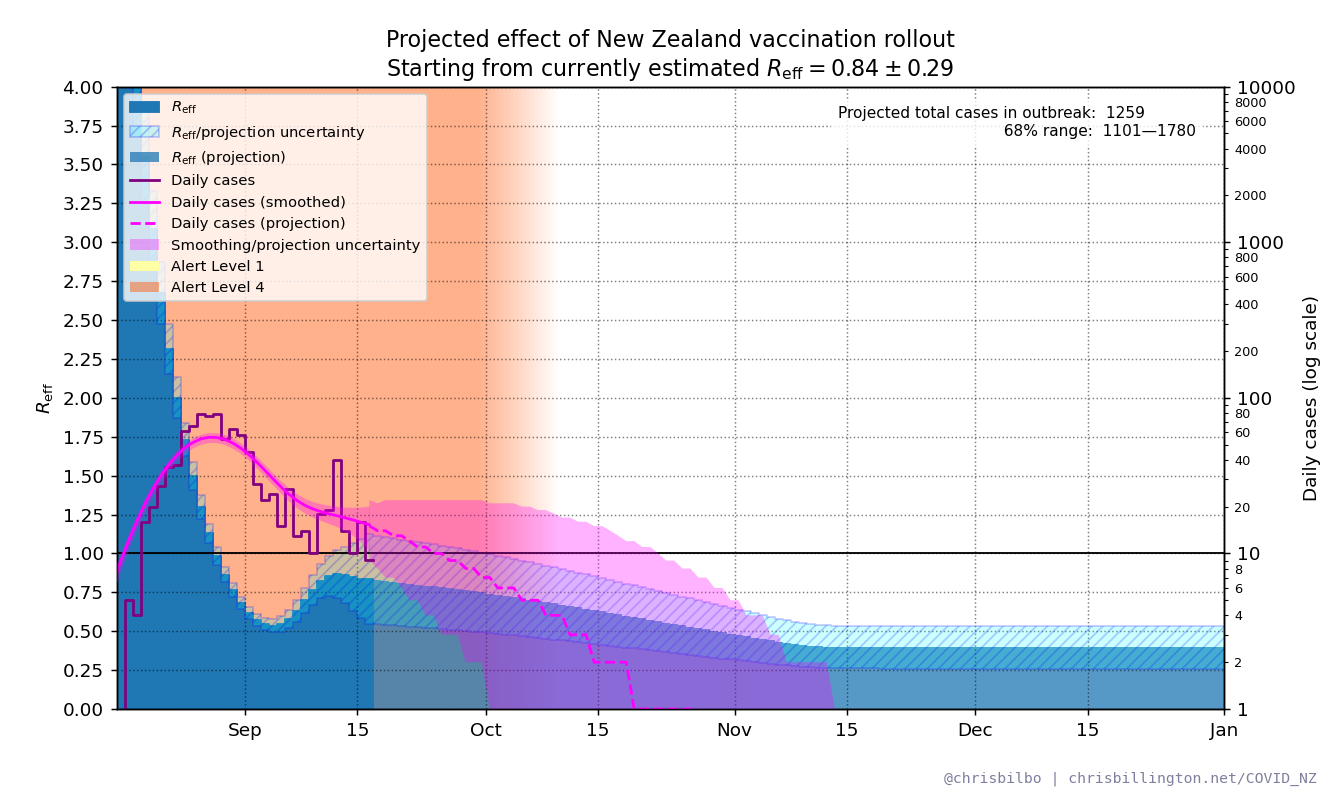 Projected effect of New Zealand vaccination rollout
Starting from currently estimated Reff = 0.84 ± 0.29
Projected total cases in outbreak: 1259
68% range: 1101—1780
Reff
Reff/projection uncertainty
Reff (projection)
Daily cases
Daily cases (smoothed)
Daily cases (projection)
Smoothing/projection uncertainty
Alert Level 1
Alert Level 4
Reff
4.00
3.75
3.50
3.25
3.00
2.75
2.50
2.25
2.00
1.75
1.50
1.25
1.00
0.75
0.50
0.25
0.00
10000
8000
6000
4000
2000
1000
800
600
400
200
100
80
60
40
20
10
8
6
4
2
1
Daily cases (log scale)
Sep 15 Oct 15 Nov 15 Dec 15 Jan
@chrisbilbo | chrisbillington.net/COVID_NZ